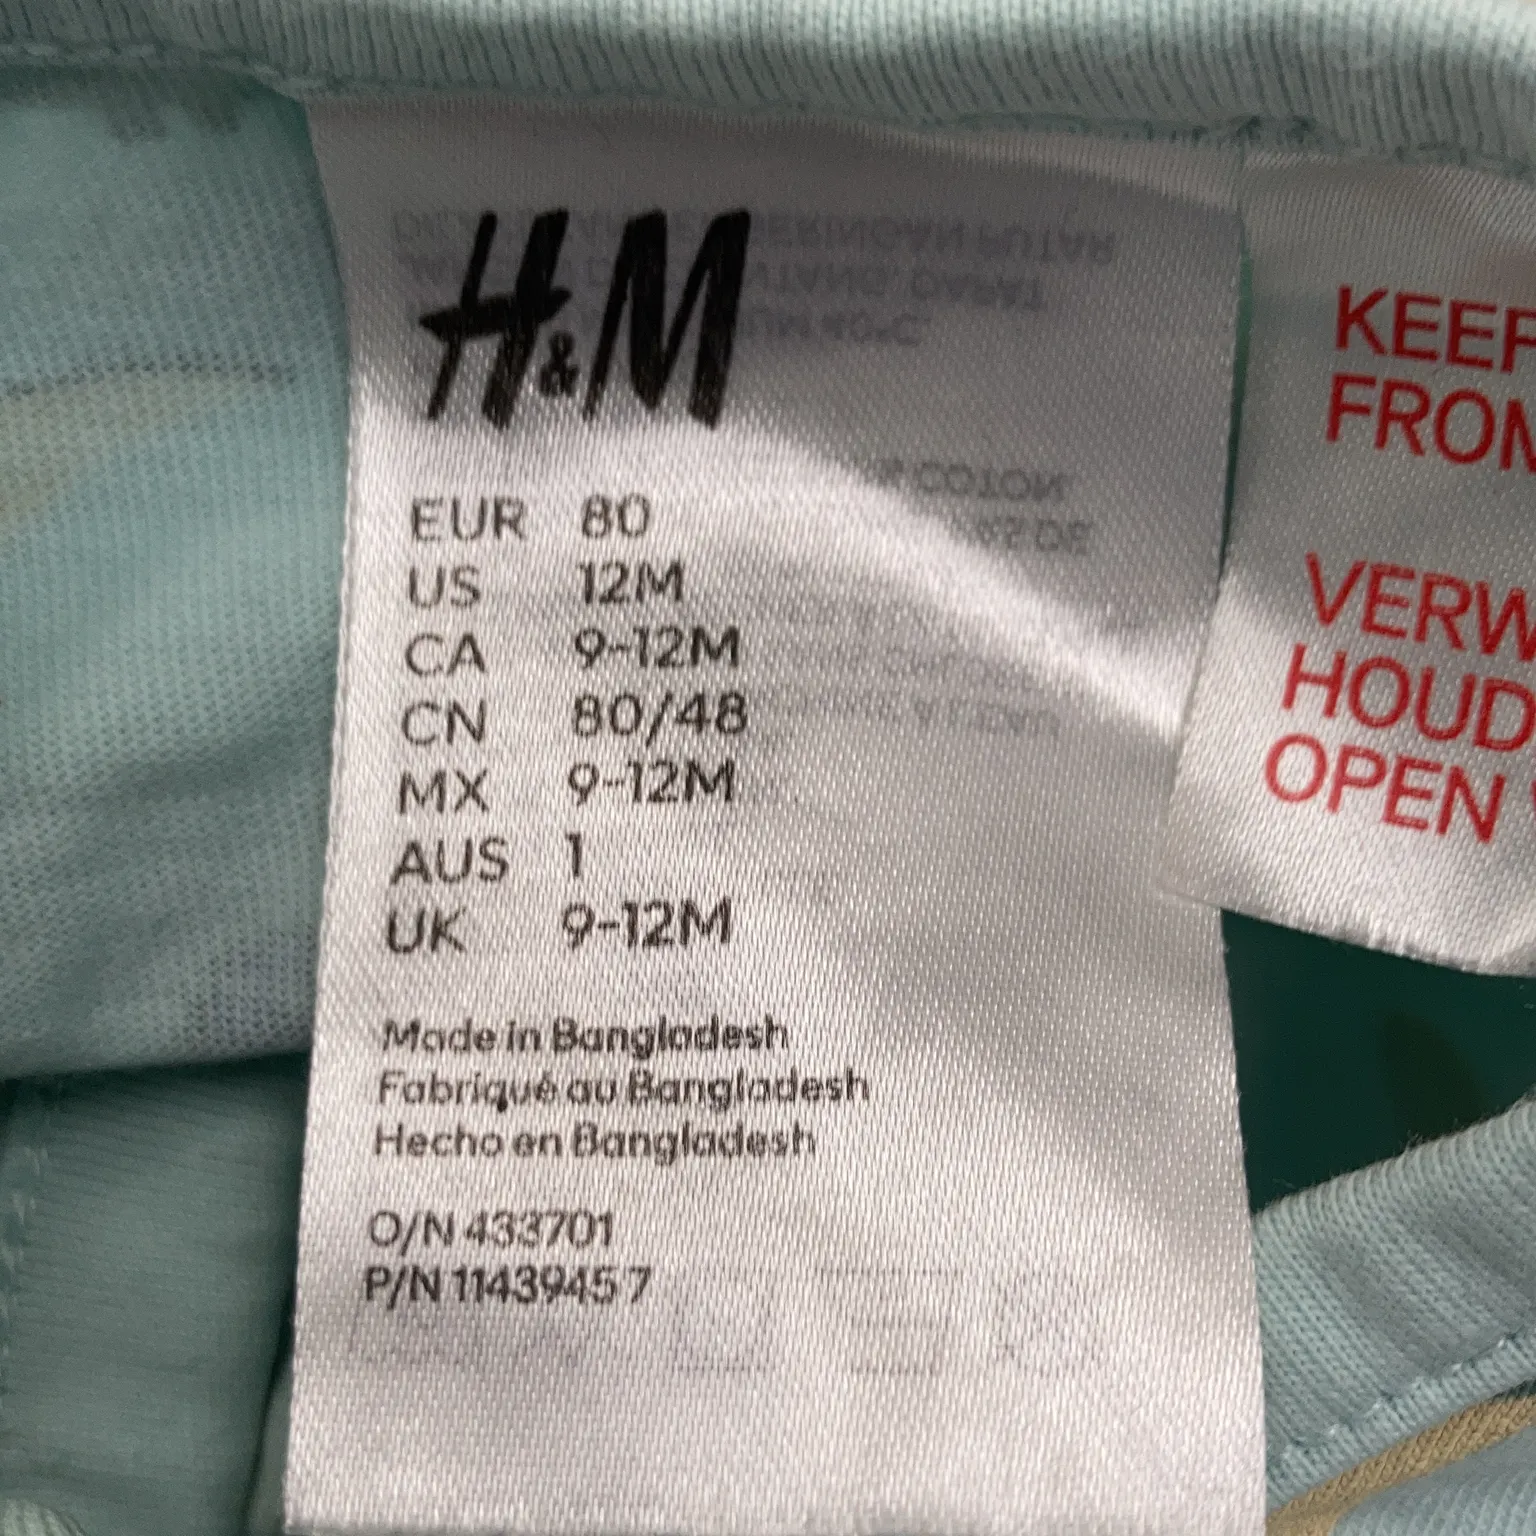 H&M
EUR 80
US 12M
CA 9-12M
CN 80/48
MX 9-12M
AUS 1
UK 9-12M
Made in Bangladesh
Fabriqué au Bangladesh
Hecho en Bangladesh
O/N 433701
P/N 11439457
KEEP
FROM
VERW
HOUD
OPEN